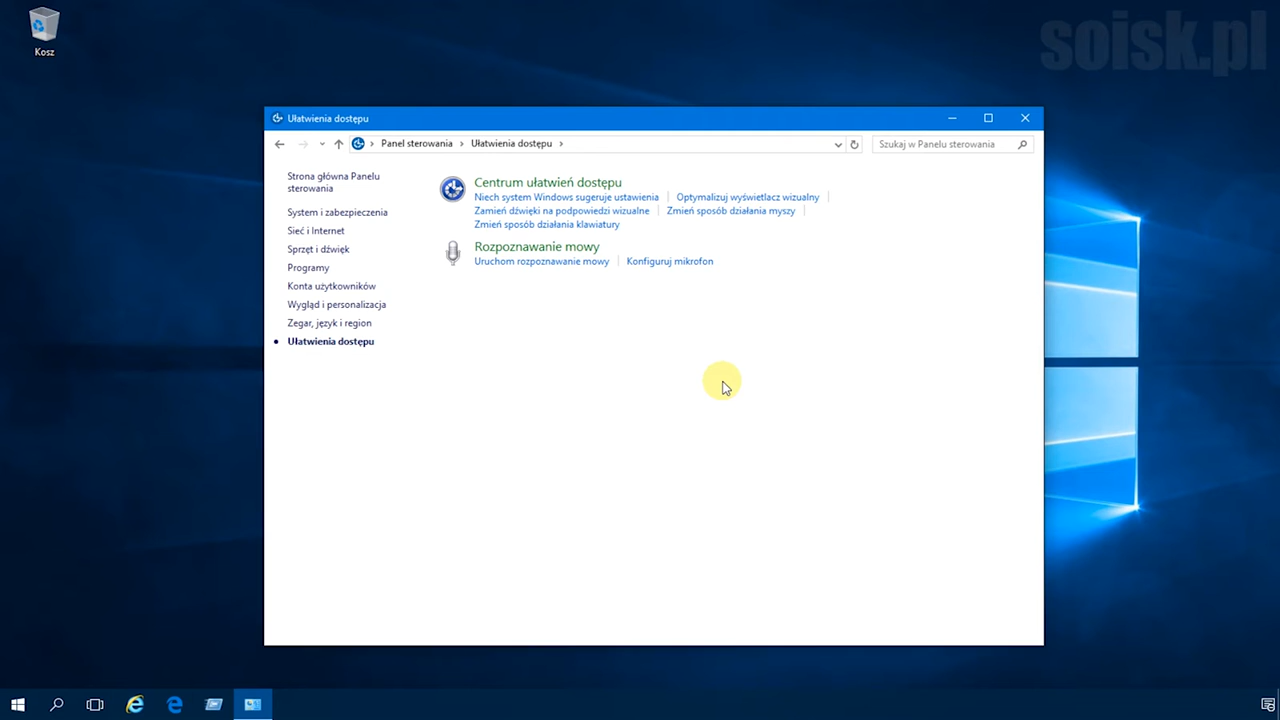 soisk.pl
Kosz
Ułatwienia dostępu
Panel sterowania
Ułatwienia dostępu
Szukaj w Panelu sterowania
Strona główna Panelu
sterowania
System i zabezpieczenia
Sieć i Internet
Sprzęt i dźwięk
Programy
Konta użytkowników
Wygląd i personalizacja
Zegar, język i region
Ułatwienia dostępu
Centrum ułatwień dostępu
Niech system Windows sugeruje ustawienia
Optymalizuj wyświetlacz wizualny
Zamień dźwięki na podpowiedzi wizualne
Zmień sposób działania myszy
Zmień sposób działania klawiatury
Rozpoznawanie mowy
Uruchom rozpoznawanie mowy
Konfiguruj mikrofon